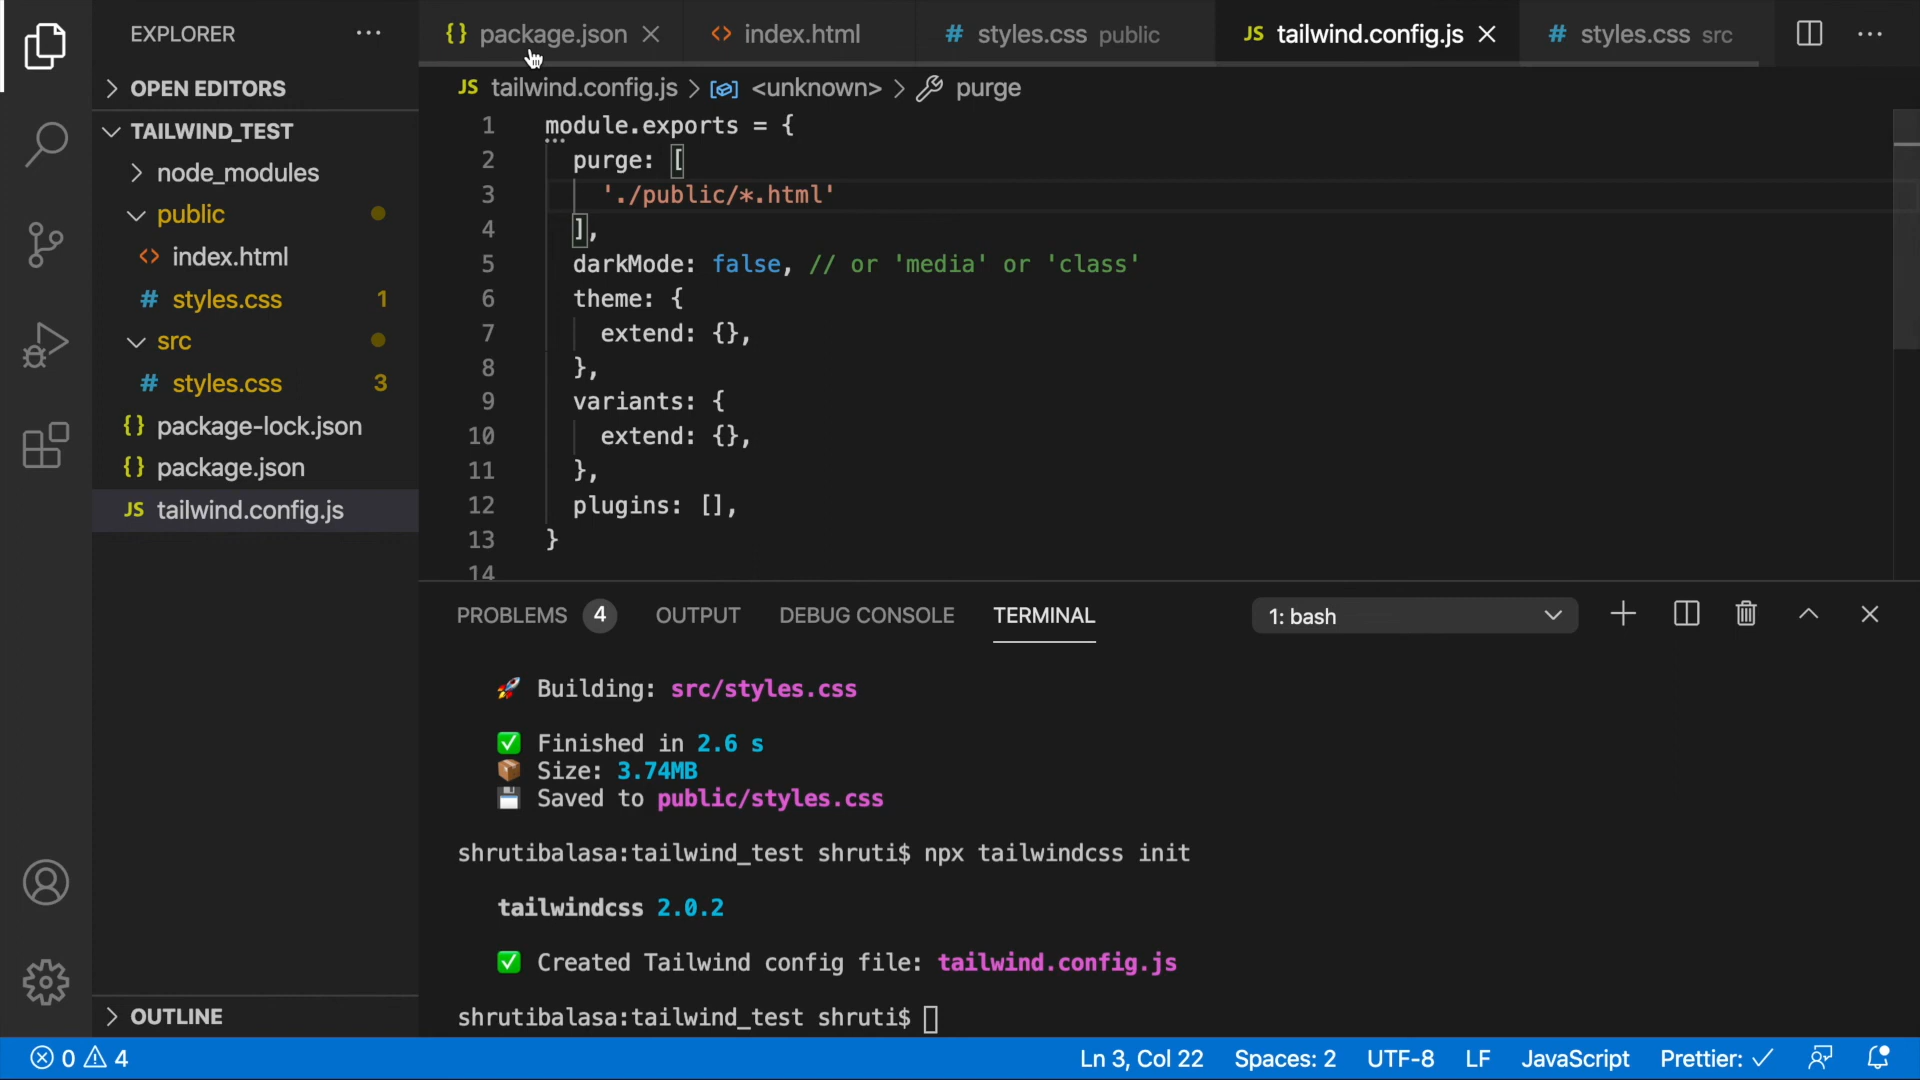 EXPLORER ···
OPEN EDITORS
TAILWIND_TEST
node_modules
public
<> index.html
# styles.css 1
src
# styles.css 3
{} package-lock.json
{} package.json
JS tailwind.config.js
OUTLINE
{} package.json
<> index.html
# styles.css public
JS tailwind.config.js
# styles.css src
JS tailwind.config.js > <unknown> > purge
1 module.exports = {
2 purge: [
3 './public/*.html'
4 ],
5 darkMode: false, // or 'media' or 'class'
6 theme: {
7 extend: {},
8 },
9 variants: {
10 extend: {},
11 },
12 plugins: [],
13 }
14
PROBLEMS 4 OUTPUT DEBUG CONSOLE TERMINAL 1: bash
Building: src/styles.css
Finished in 2.6 s
Size: 3.74MB
Saved to public/styles.css
shrutibalasa:tailwind_test shruti$ npx tailwindcss init
tailwindcss 2.0.2
Created Tailwind config file: tailwind.config.js
shrutibalasa:tailwind_test shruti$
0 4 Ln 3, Col 22 Spaces: 2 UTF-8 LF JavaScript Prettier: ✓